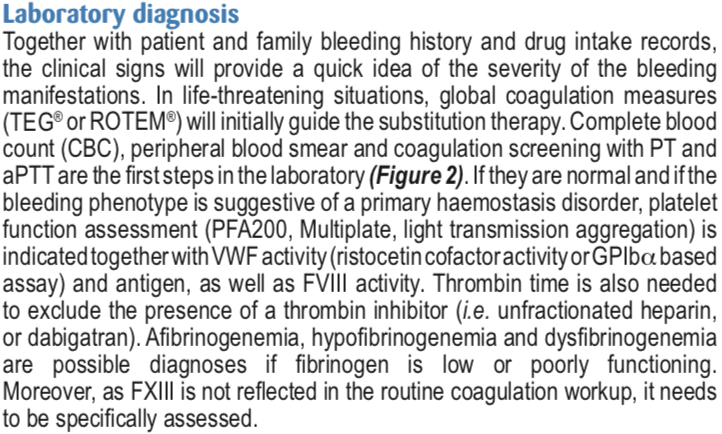 Laboratory diagnosis
Together with patient and family bleeding history and drug intake records,
the clinical signs will provide a quick idea of the severity of the bleeding
manifestations. In life-threatening situations, global coagulation measures
(TEG® or ROTEM®) will initially guide the substitution therapy. Complete blood
count (CBC), peripheral blood smear and coagulation screening with PT and
aPTT are the first steps in the laboratory (Figure 2). If they are normal and if the
bleeding phenotype is suggestive of a primary haemostasis disorder, platelet
function assessment (PFA200, Multiplate, light transmission aggregation) is
indicated together with VWF activity (ristocetin cofactor activity or GPIbα based
assay) and antigen, as well as FVIII activity. Thrombin time is also needed
to exclude the presence of a thrombin inhibitor (i.e. unfractionated heparin,
or dabigatran). Afibrinogenemia, hypofibrinogenemia and dysfibrinogenemia
are possible diagnoses if fibrinogen is low or poorly functioning.
Moreover, as FXIII is not reflected in the routine coagulation workup, it needs
to be specifically assessed.